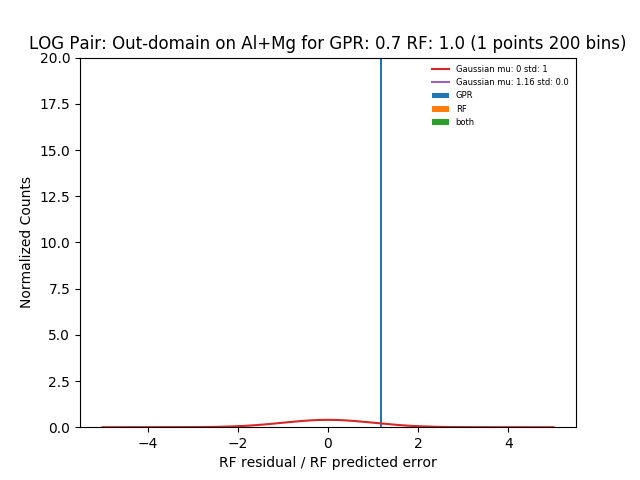 LOG Pair: Out-domain on Al+Mg for GPR: 0.7 RF: 1.0 (1 points 200 bins)
20.0
17.5
15.0
12.5
10.0
7.5
5.0
2.5
0.0
Normalized Counts
Gaussian mu: 0 std: 1
Gaussian mu: 1.16 std: 0.0
GPR
RF
both
−4
−2
0
2
4
RF residual / RF predicted error